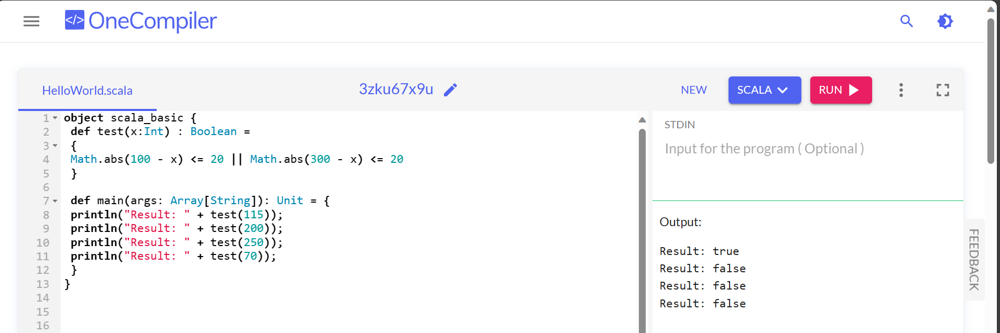 </> OneCompiler
HelloWorld.scala
3zku67x9u
NEW
SCALA
RUN
1 object scala_basic {
2 def test(x:Int) : Boolean =
3 {
4 Math.abs(100 - x) <= 20 || Math.abs(300 - x) <= 20
5 }
6
7 def main(args: Array[String]): Unit = {
8 println("Result: " + test(115));
9 println("Result: " + test(200));
10 println("Result: " + test(250));
11 println("Result: " + test(70));
12 }
13 }
14
15
16
STDIN
Input for the program ( Optional )
Output:
Result: true
Result: false
Result: false
Result: false
FEEDBACK